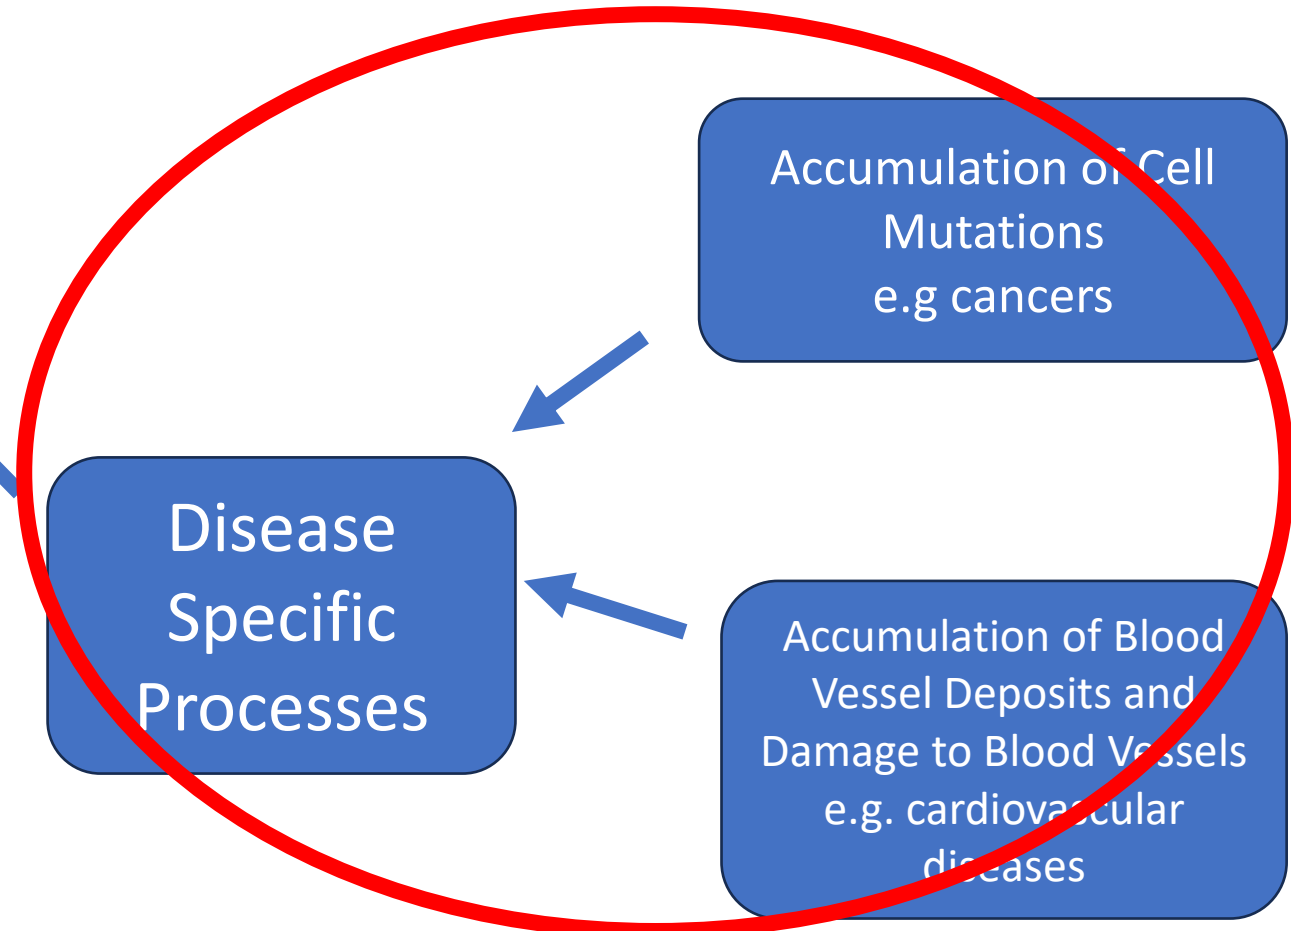 Accumulation of Cell
Mutations
e.g cancers
Disease
Specific
Processes
Accumulation of Blood
Vessel Deposits and
Damage to Blood Vessels
e.g. cardiovascular
diseases